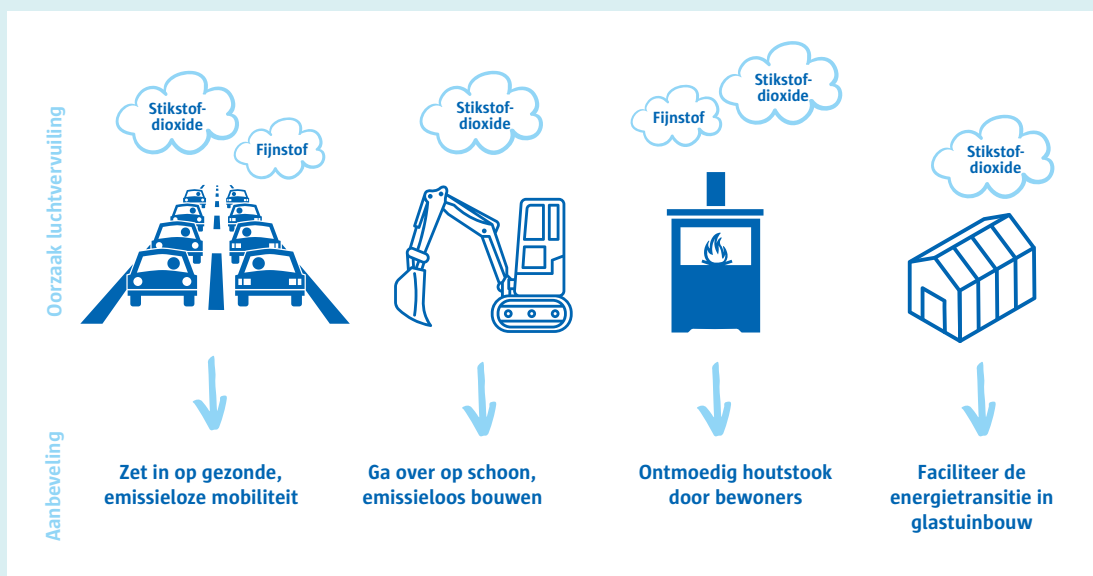 Oorzaak luchtvervuiling
Stikstof-
dioxide
Fijnstof
Stikstof-
dioxide
Fijnstof
Stikstof-
dioxide
Stikstof-
dioxide
Aanbeveling
Zet in op gezonde,
emissieloze mobiliteit
Ga over op schoon,
emissieloos bouwen
Ontmoedig houtstook
door bewoners
Faciliteer de
energietransitie in
glastuinbouw